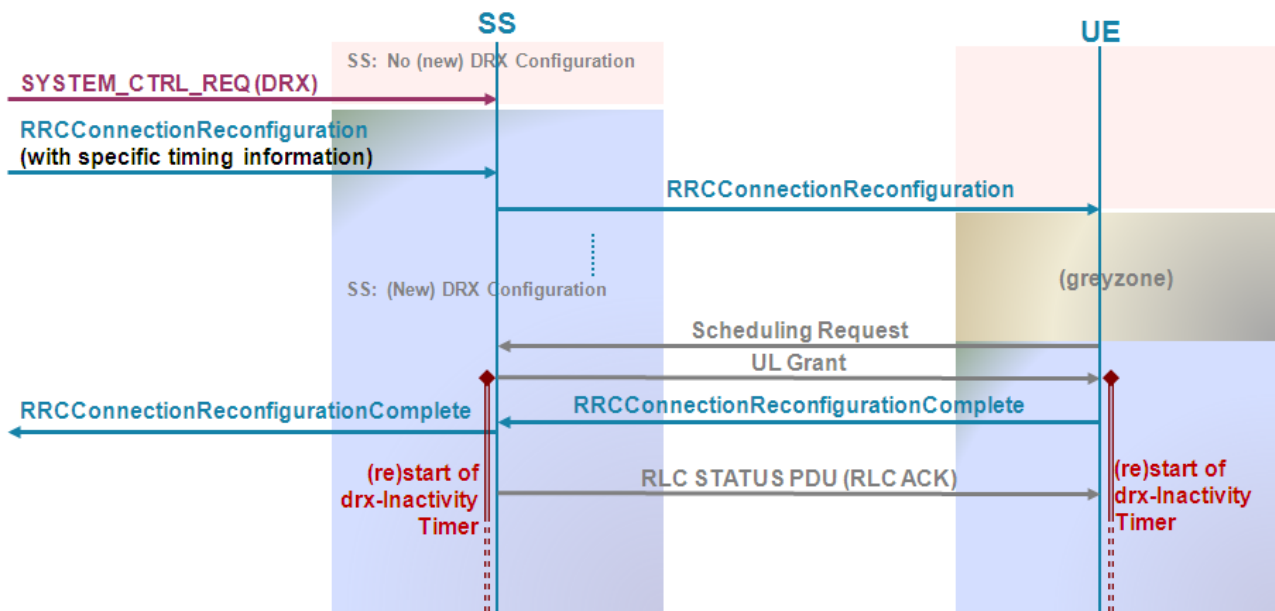 SS
UE
SS: No (new) DRX Configuration
SYSTEM_CTRL_REQ (DRX)
RRCConnectionReconfiguration
(with specific timing information)
RRCConnectionReconfiguration
(greyzone)
SS: (New) DRX Configuration
Scheduling Request
UL Grant
RRCConnectionReconfigurationComplete
RRCConnectionReconfigurationComplete
(re)start of
drx-Inactivity
Timer
RLC STATUS PDU (RLC ACK)
(re)start of
drx-Inactivity
Timer